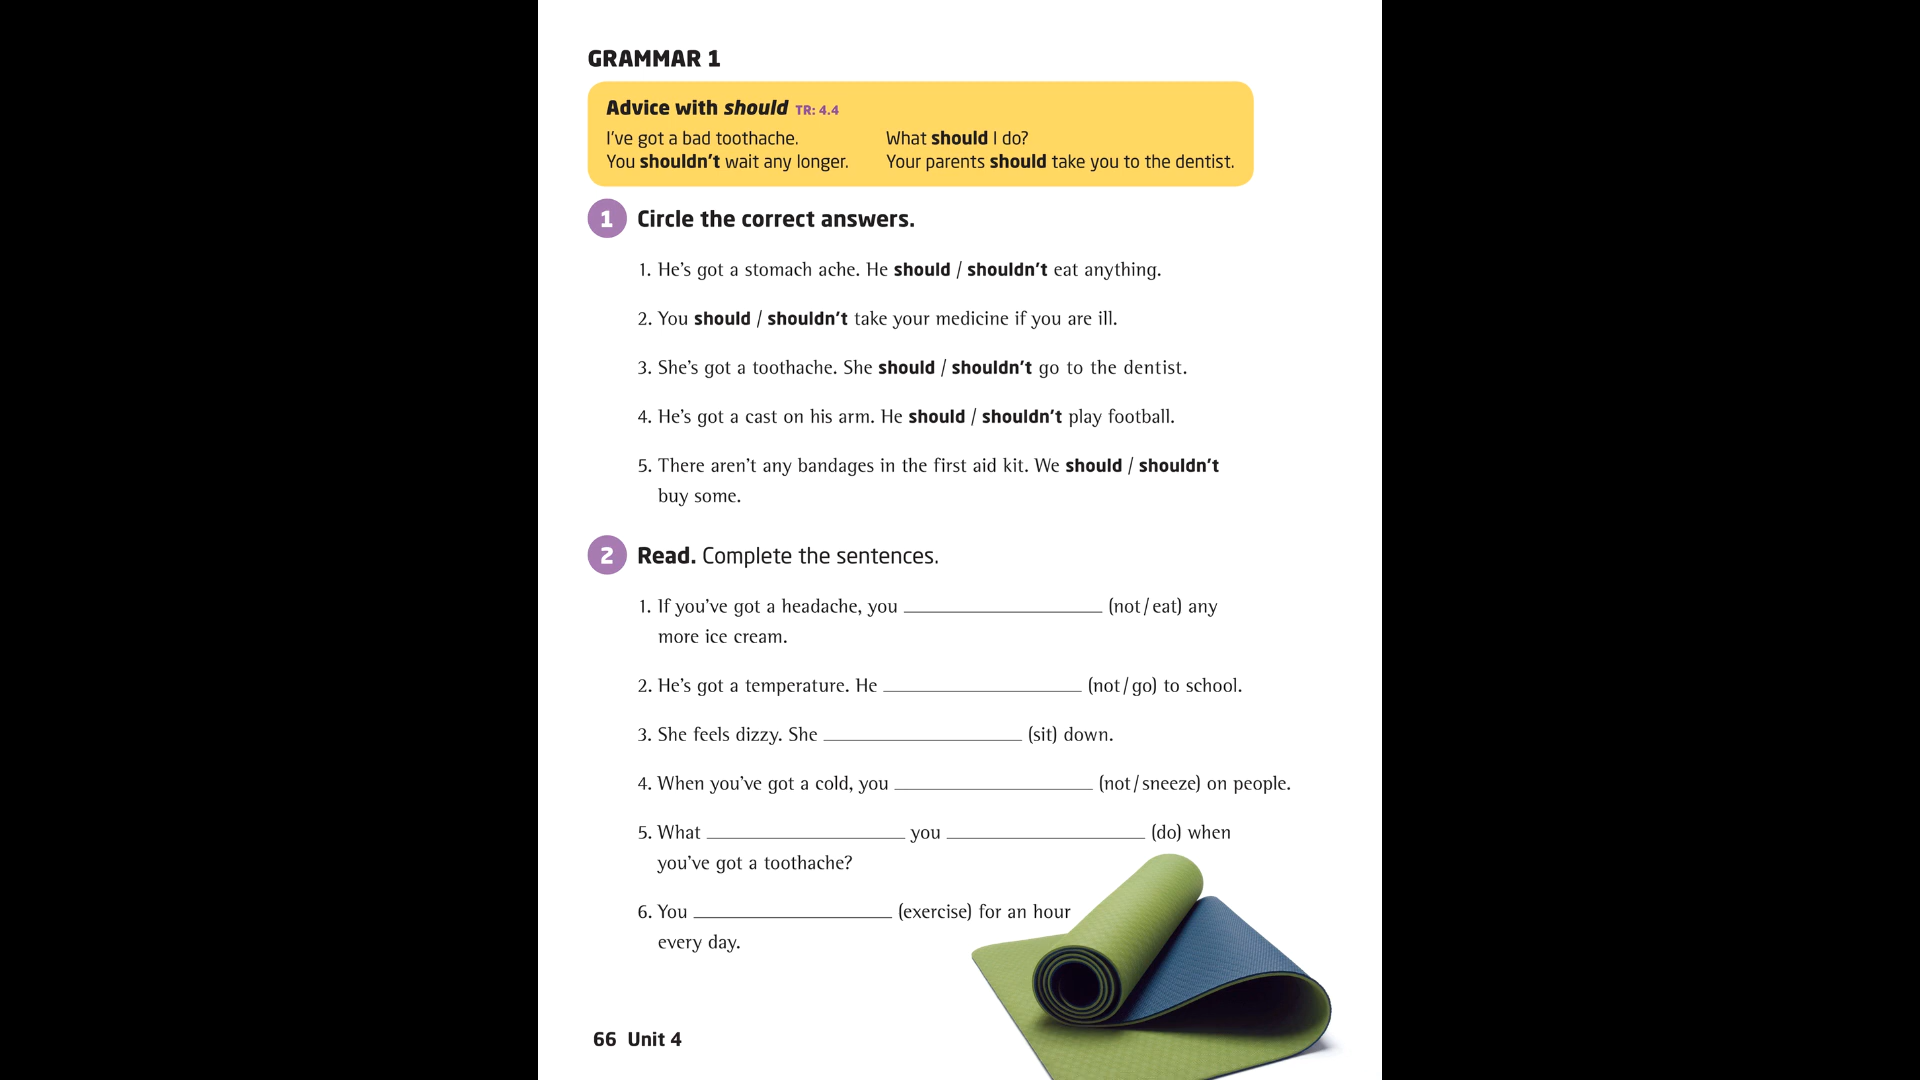 GRAMMAR 1
Advice with should TR: 4.4
I've got a bad toothache. What should I do?
You shouldn't wait any longer. Your parents should take you to the dentist.
1 Circle the correct answers.
1. He's got a stomach ache. He should / shouldn't eat anything.
2. You should / shouldn't take your medicine if you are ill.
3. She's got a toothache. She should / shouldn't go to the dentist.
4. He's got a cast on his arm. He should / shouldn't play football.
5. There aren't any bandages in the first aid kit. We should / shouldn't
buy some.
2 Read. Complete the sentences.
1. If you've got a headache, you ____________________ (not / eat) any
more ice cream.
2. He's got a temperature. He ____________________ (not / go) to school.
3. She feels dizzy. She ____________________ (sit) down.
4. When you've got a cold, you ____________________ (not / sneeze) on people.
5. What ____________________ you ____________________ (do) when
you've got a toothache?
6. You ____________________ (exercise) for an hour
every day.
66 Unit 4